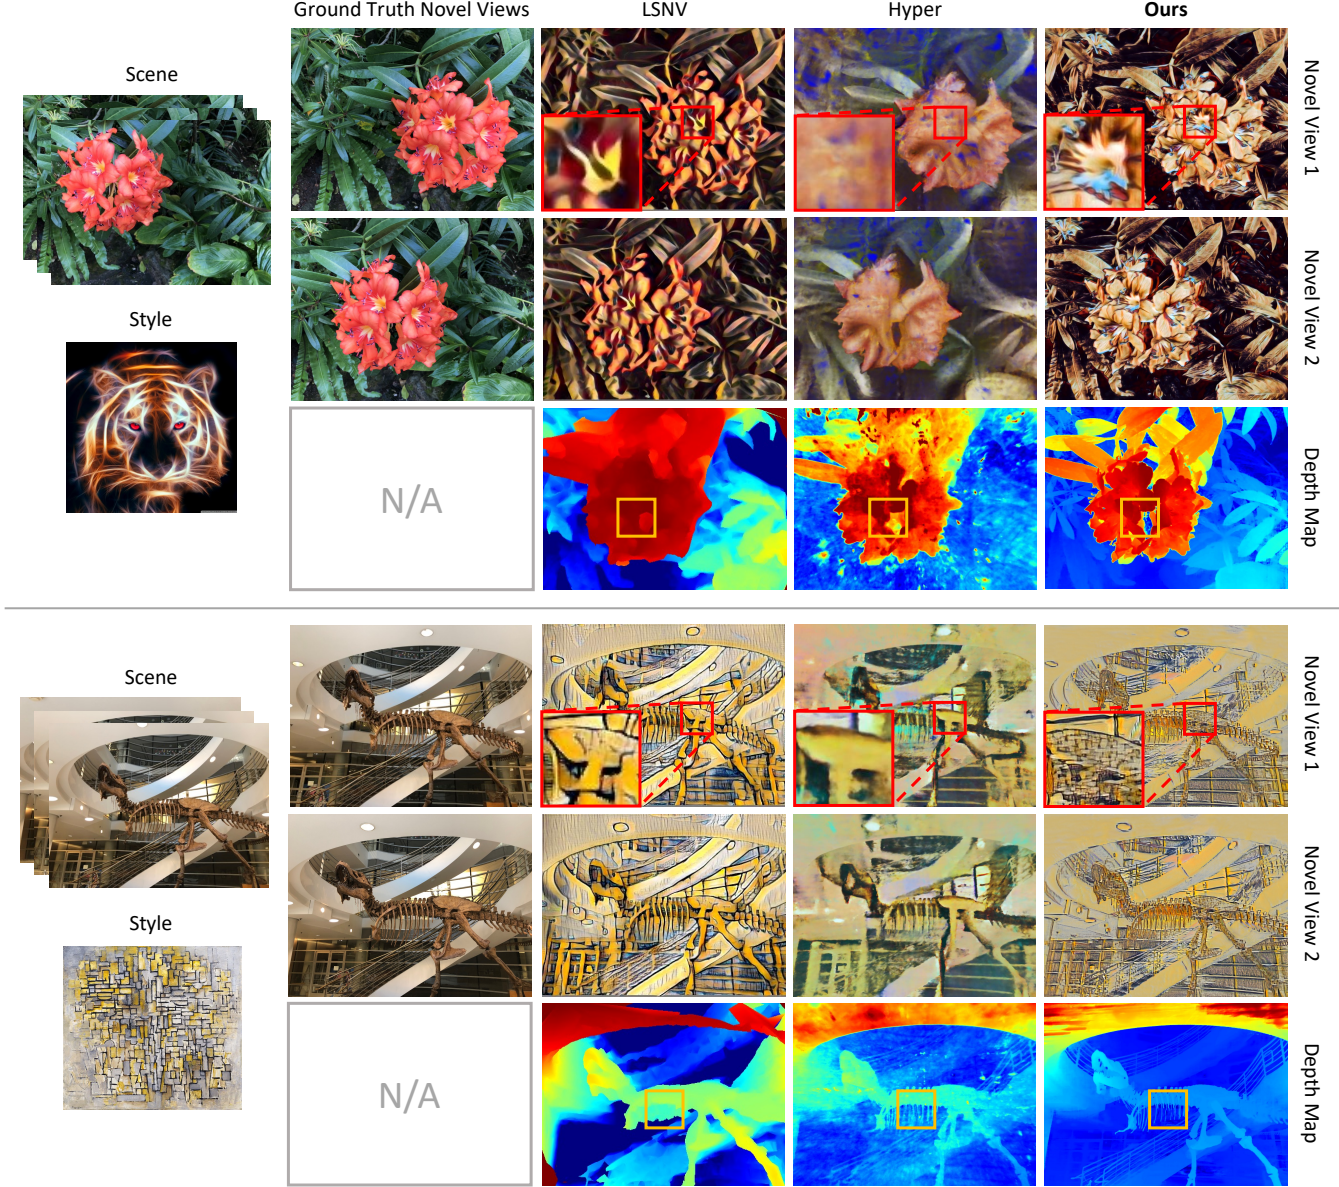 Ground Truth Novel Views LSNV Hyper Ours
Scene
Novel View 1
Style
Novel View 2
N/A
Depth Map
Scene
Novel View 1
Style
Novel View 2
N/A
Depth Map